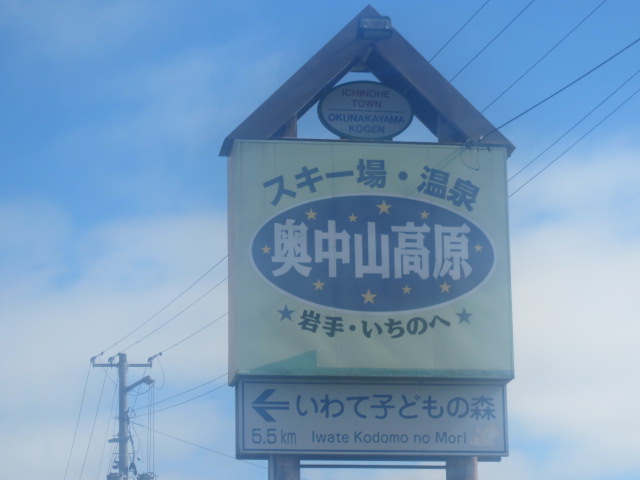 ICHINOHE
TOWN
OKUNAKAYAMA
KOGEN
スキー場・温泉
奥中山高原
岩手・いちのへ
いわて子どもの森
5.5km Iwate Kodomo no Mori